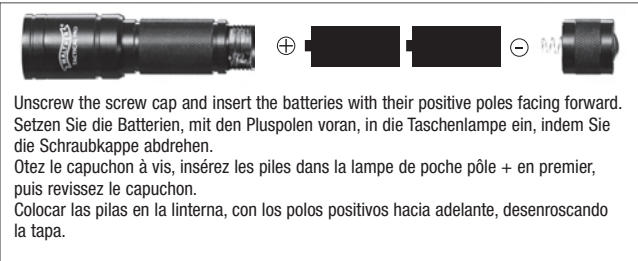 WALTHER
TACTICAL PRO
Unscrew the screw cap and insert the batteries with their positive poles facing forward.
Setzen Sie die Batterien, mit den Pluspolen voran, in die Taschenlampe ein, indem Sie
die Schraubkappe abdrehen.
Otez le capuchon à vis, insérez les piles dans la lampe de poche pôle + en premier,
puis revissez le capuchon.
Colocar las pilas en la linterna, con los polos positivos hacia adelante, desenroscando
la tapa.